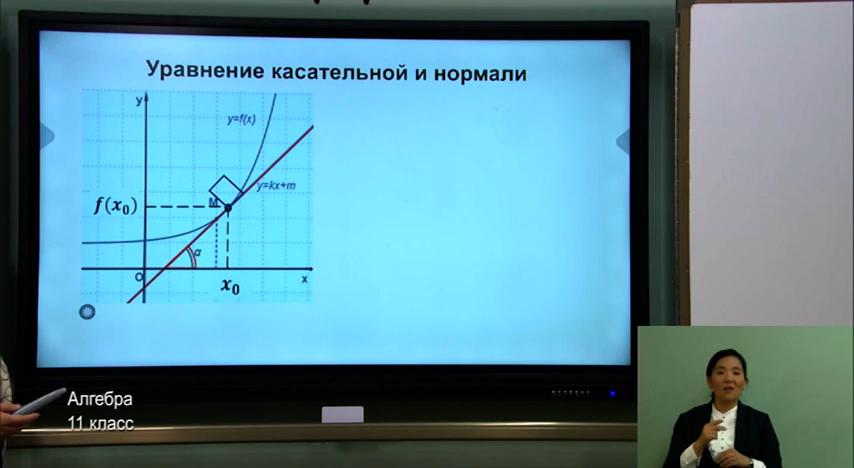 Уравнение касательной и нормали
y
y=f(x)
y=kx+m
M
f(x₀)
α
O
x₀
x
Алгебра
11 класс